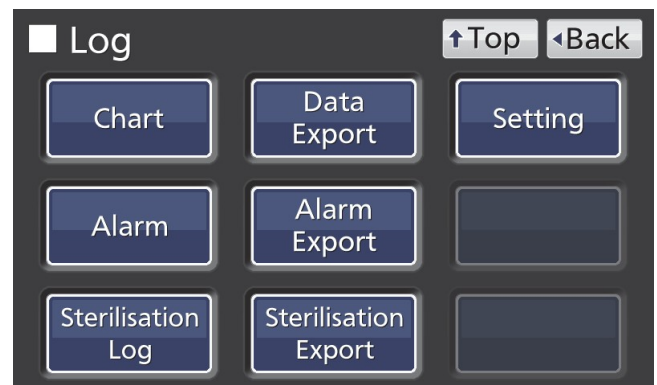 Log
Top
Back
Chart
Data
Export
Setting
Alarm
Alarm
Export
Sterilisation
Log
Sterilisation
Export